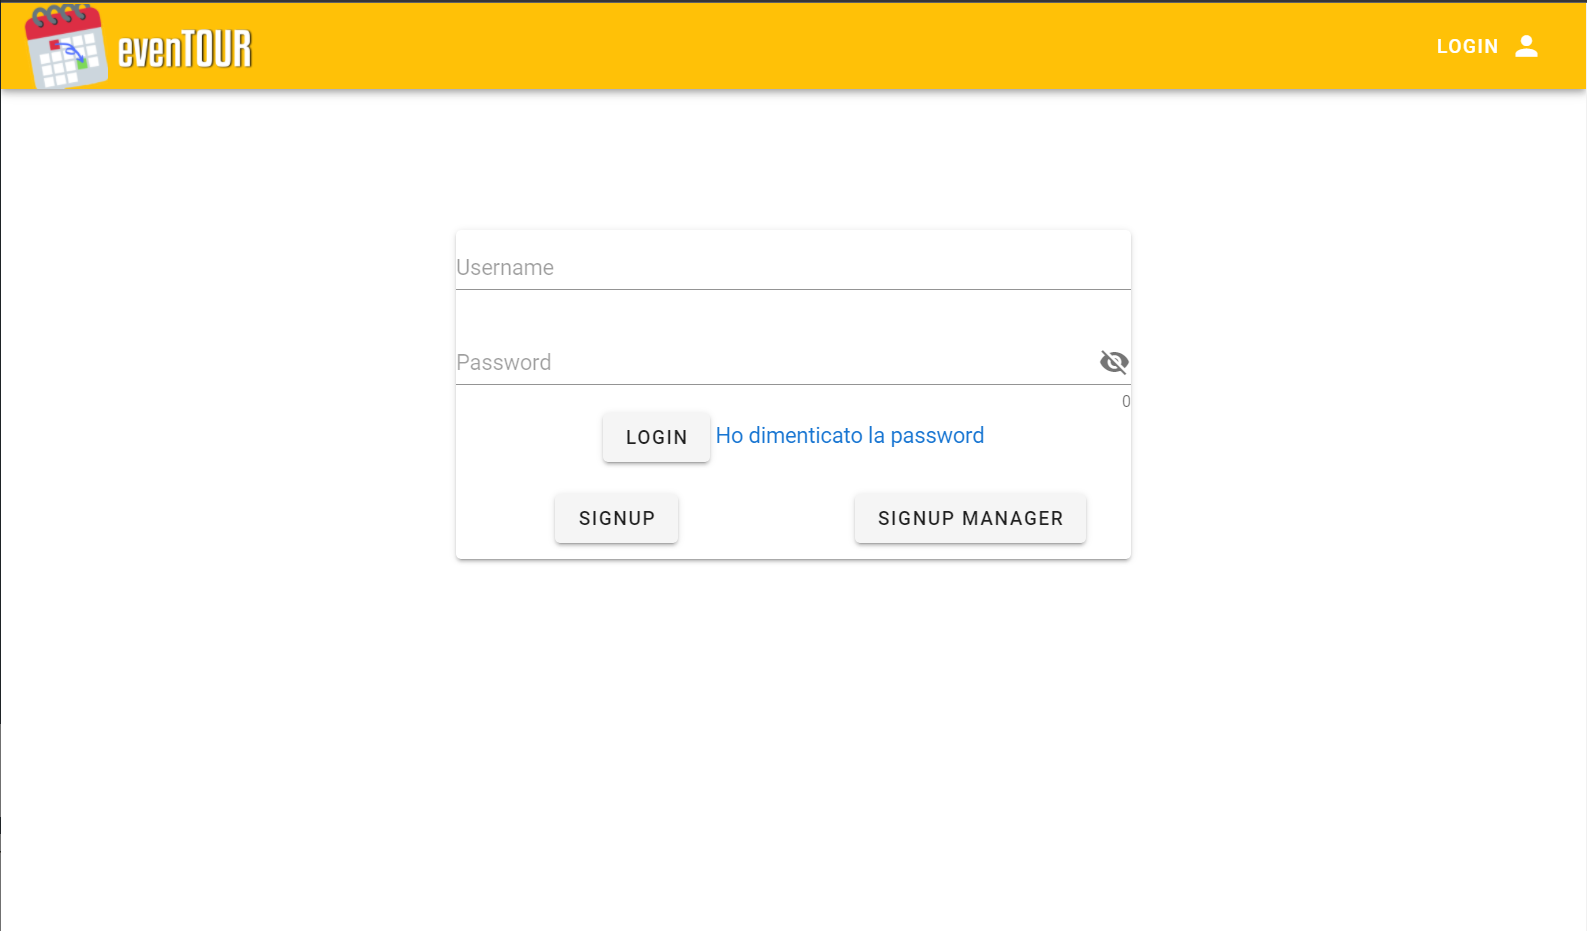 evenTOUR
LOGIN
Username
Password
0
LOGIN Ho dimenticato la password
SIGNUP SIGNUP MANAGER